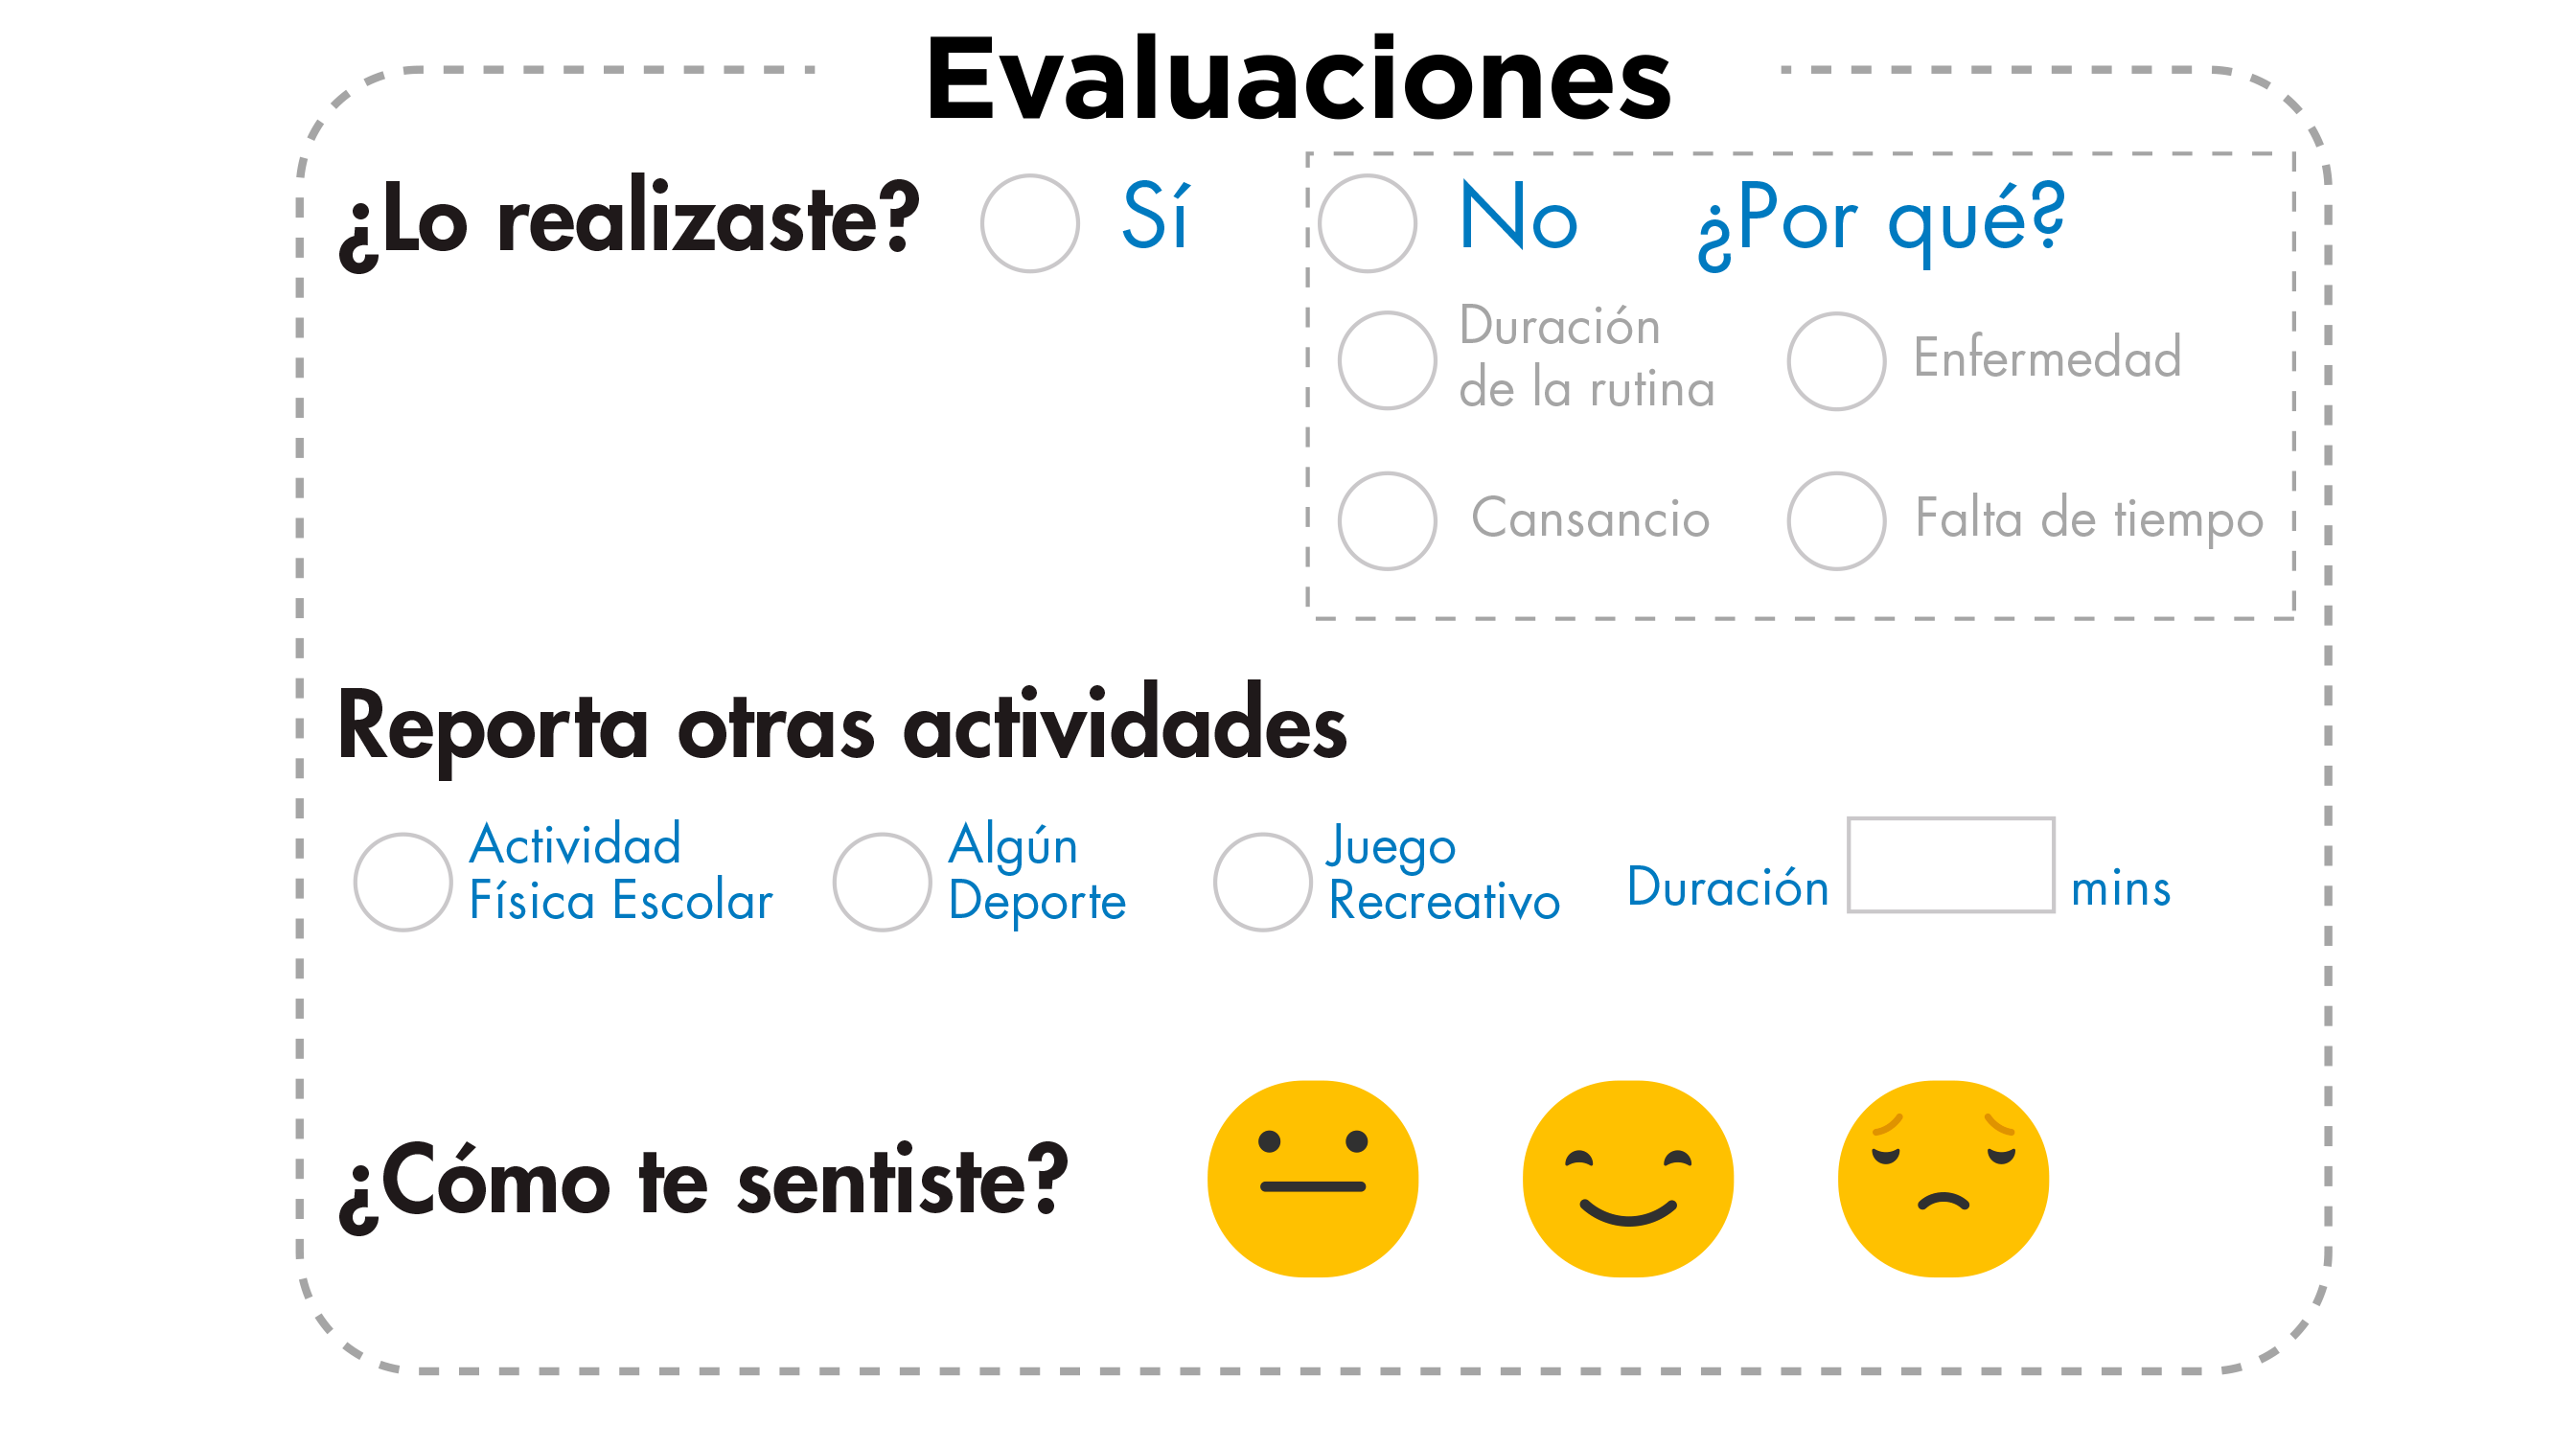 Evaluaciones
¿Lo realizaste? Sí No ¿Por qué?
Duración
de la rutina
Enfermedad
Cansancio
Falta de tiempo
Reporta otras actividades
Actividad
Física Escolar
Algún
Deporte
Juego
Recreativo
Duración mins
¿Cómo te sentiste?